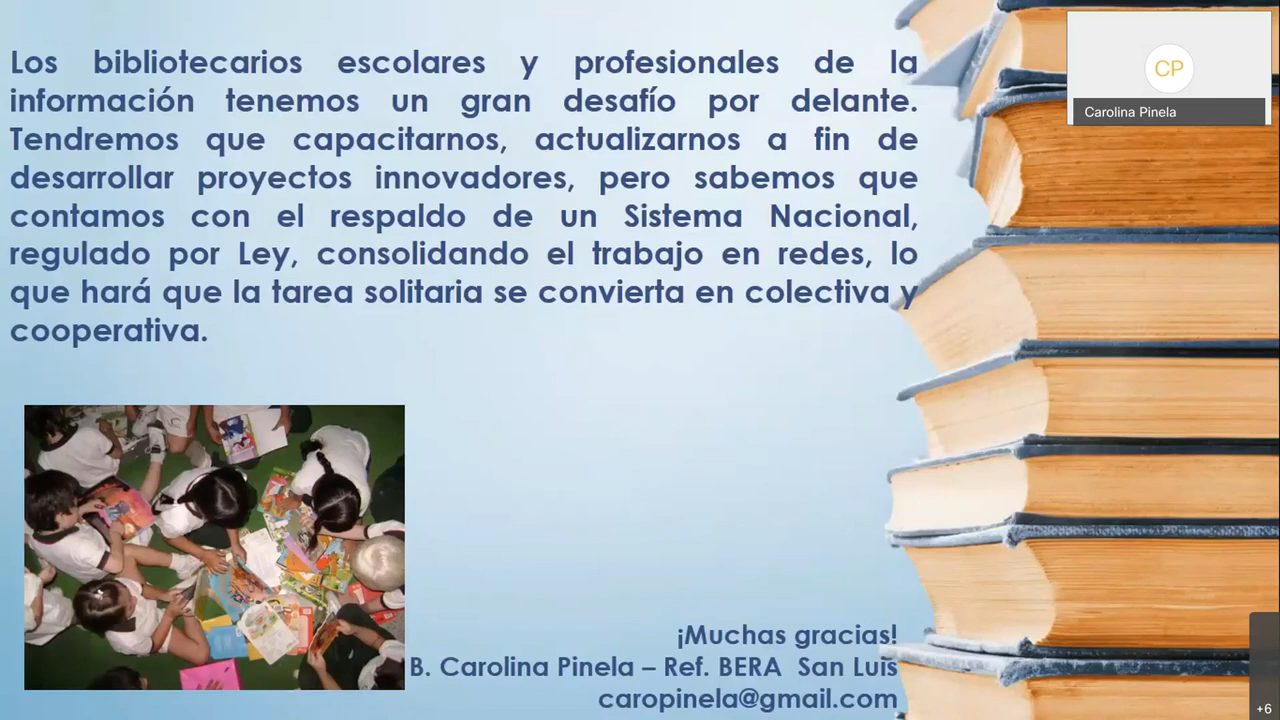 Los bibliotecarios escolares y profesionales de la
información tenemos un gran desafío por delante.
Tendremos que capacitarnos, actualizarnos a fin de
desarrollar proyectos innovadores, pero sabemos que
contamos con el respaldo de un Sistema Nacional,
regulado por Ley, consolidando el trabajo en redes, lo
que hará que la tarea solitaria se convierta en colectiva y
cooperativa.
CP
Carolina Pinela
¡Muchas gracias!
B. Carolina Pinela – Ref. BERA San Luis
caropinela@gmail.com
+6